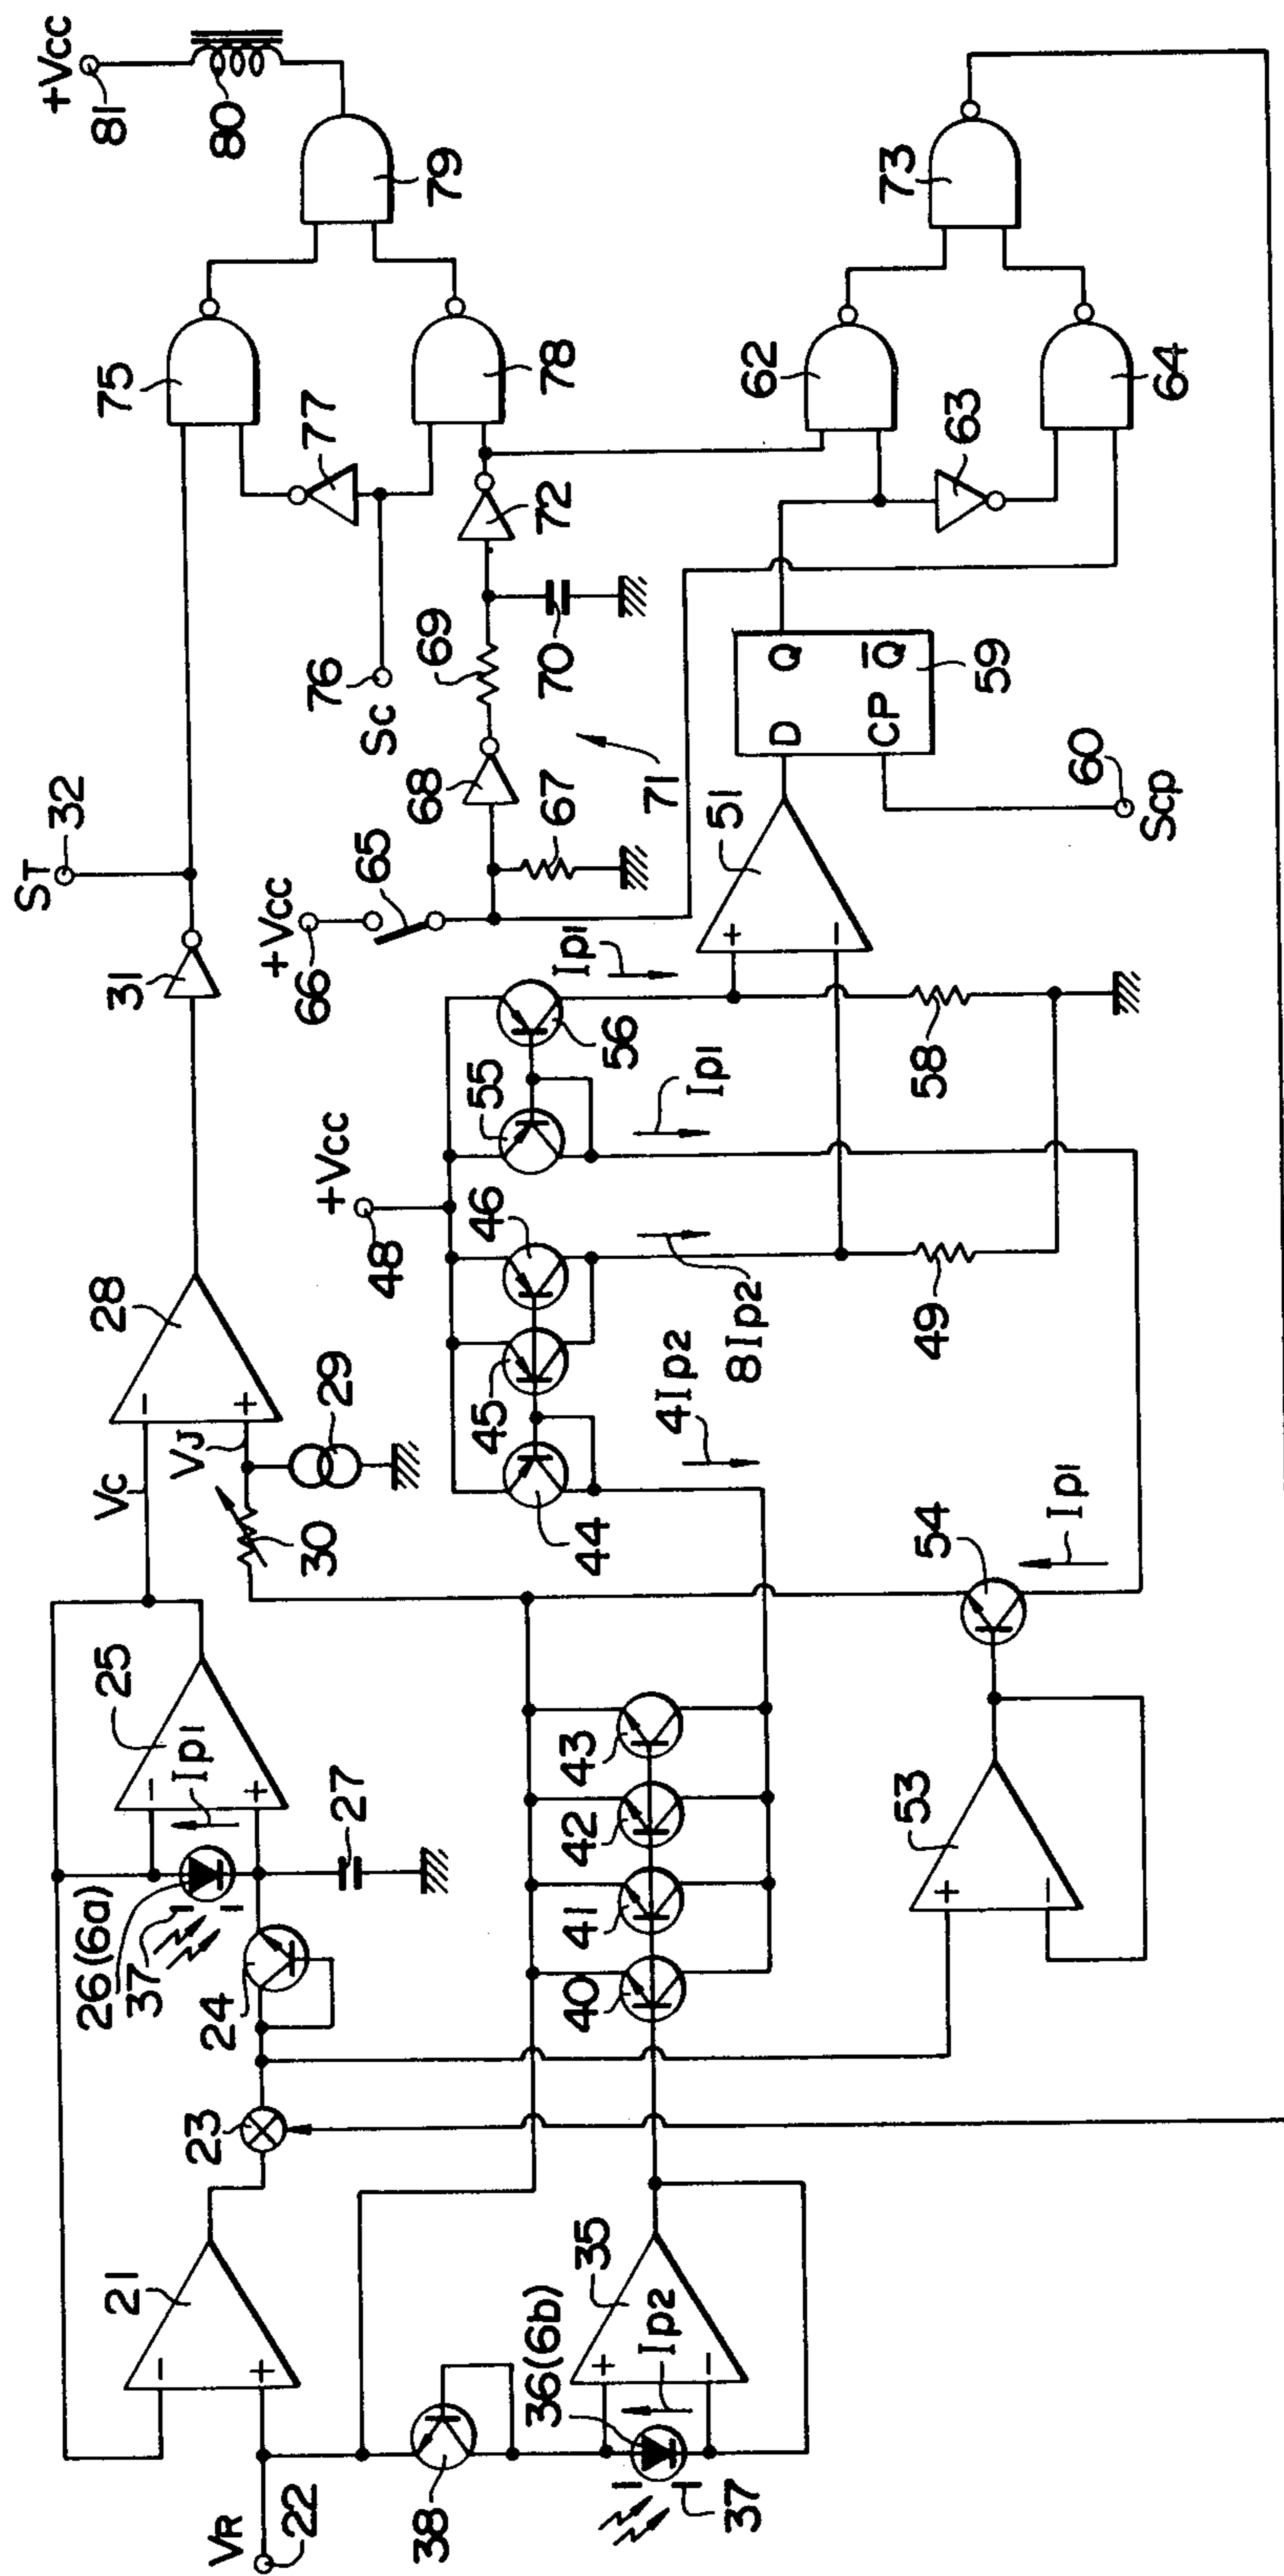 +Vcc
81
80
79
75
77
78
73
62
63
64
ST
32
31
76
Sc
72
69
70
68
67
71
65
+Vcc
66
51
+
−
D
Q
CP
Q̄
59
60
Scp
28
−
+
Vc
VJ
29
30
+Vcc
48
55
56
Ip1
Ip1
58
46
45
44
4Ip2
8Ip2
49
54
Ip1
25
−
+
Ip1
26(6a)
37
27
24
23
43
42
41
40
53
+
−
21
−
+
VR
22
38
35
+
−
36(6b)
Ip2
37